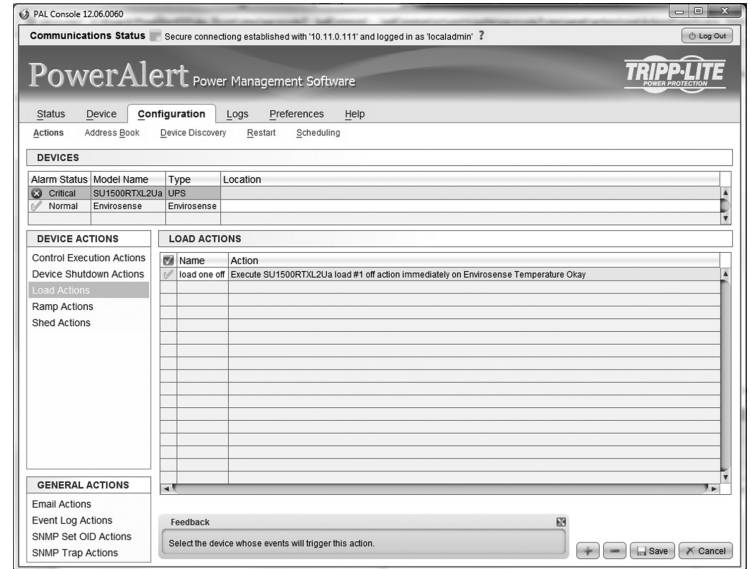 PAL Console 12.06.0060
Communications Status Secure connectiong established with '10.11.0.111' and logged in as 'localadmin' ? Log Out
PowerAlert Power Management Software
TRIPP·LITE
POWER PROTECTION
Status Device Configuration Logs Preferences Help
Actions Address Book Device Discovery Restart Scheduling
DEVICES
Alarm Status Model Name Type Location
Critical SU1500RTXL2Ua UPS
Normal Envirosense Envirosense
DEVICE ACTIONS
Control Execution Actions
Device Shutdown Actions
Load Actions
Ramp Actions
Shed Actions
LOAD ACTIONS
Name Action
load one off Execute SU1500RTXL2Ua load #1 off action immediately on Envirosense Temperature Okay
GENERAL ACTIONS
Email Actions
Event Log Actions
SNMP Set OID Actions
SNMP Trap Actions
Feedback
Select the device whose events will trigger this action.
Save Cancel